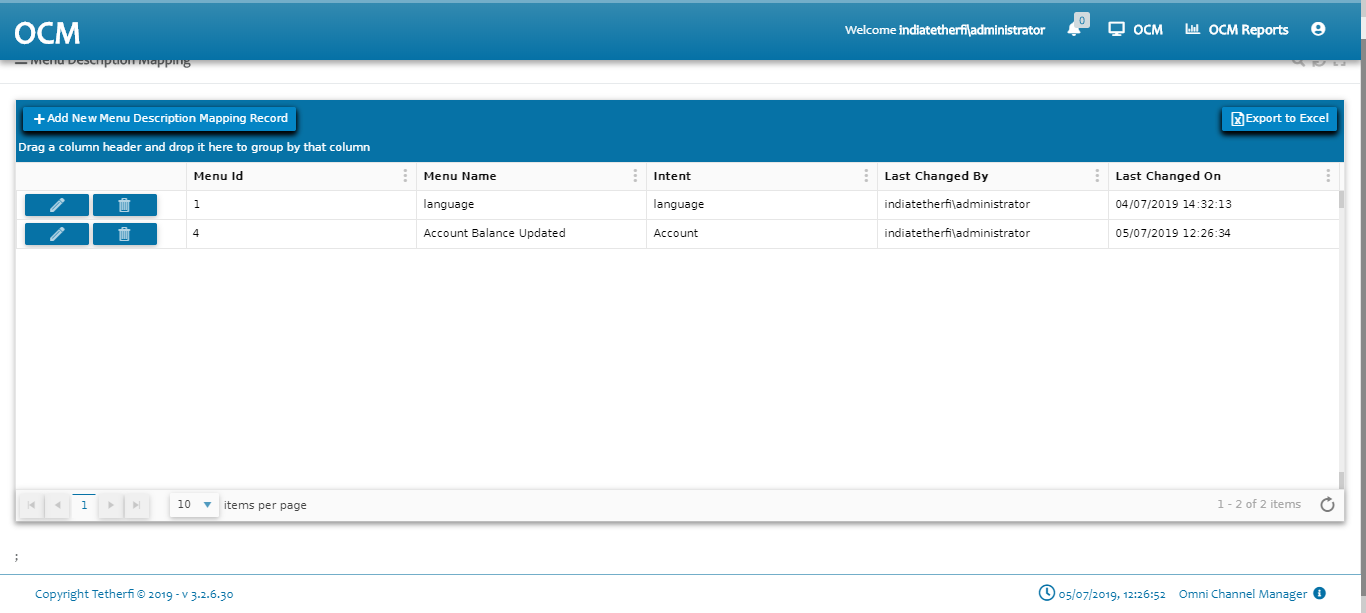 OCM
Welcome indiatetherfi\administrator
0
OCM
OCM Reports
Menu Description Mapping
Add New Menu Description Mapping Record
Export to Excel
Drag a column header and drop it here to group by that column
Menu Id Menu Name Intent Last Changed By Last Changed On
1 language language indiatetherfi\administrator 04/07/2019 14:32:13
4 Account Balance Updated Account indiatetherfi\administrator 05/07/2019 12:26:34
1 10 items per page 1 - 2 of 2 items
;
Copyright Tetherfi © 2019 - v 3.2.6.30 05/07/2019, 12:26:52 Omni Channel Manager